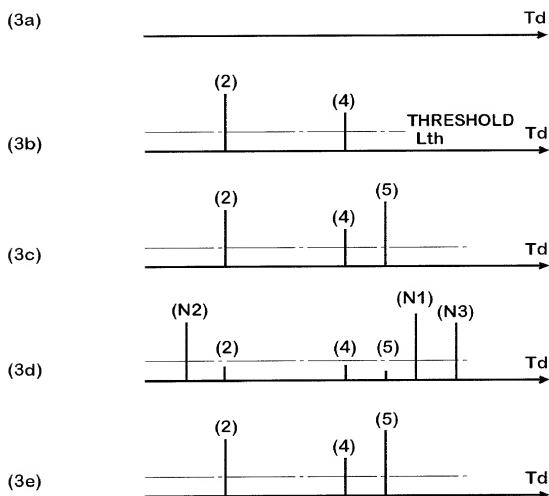 (3a) Td
(2) (4)
THRESHOLD
Lth
(3b) Td
(2) (4) (5)
(3c) Td
(N2) (2) (4) (5) (N1) (N3)
(3d) Td
(2) (4) (5)
(3e) Td